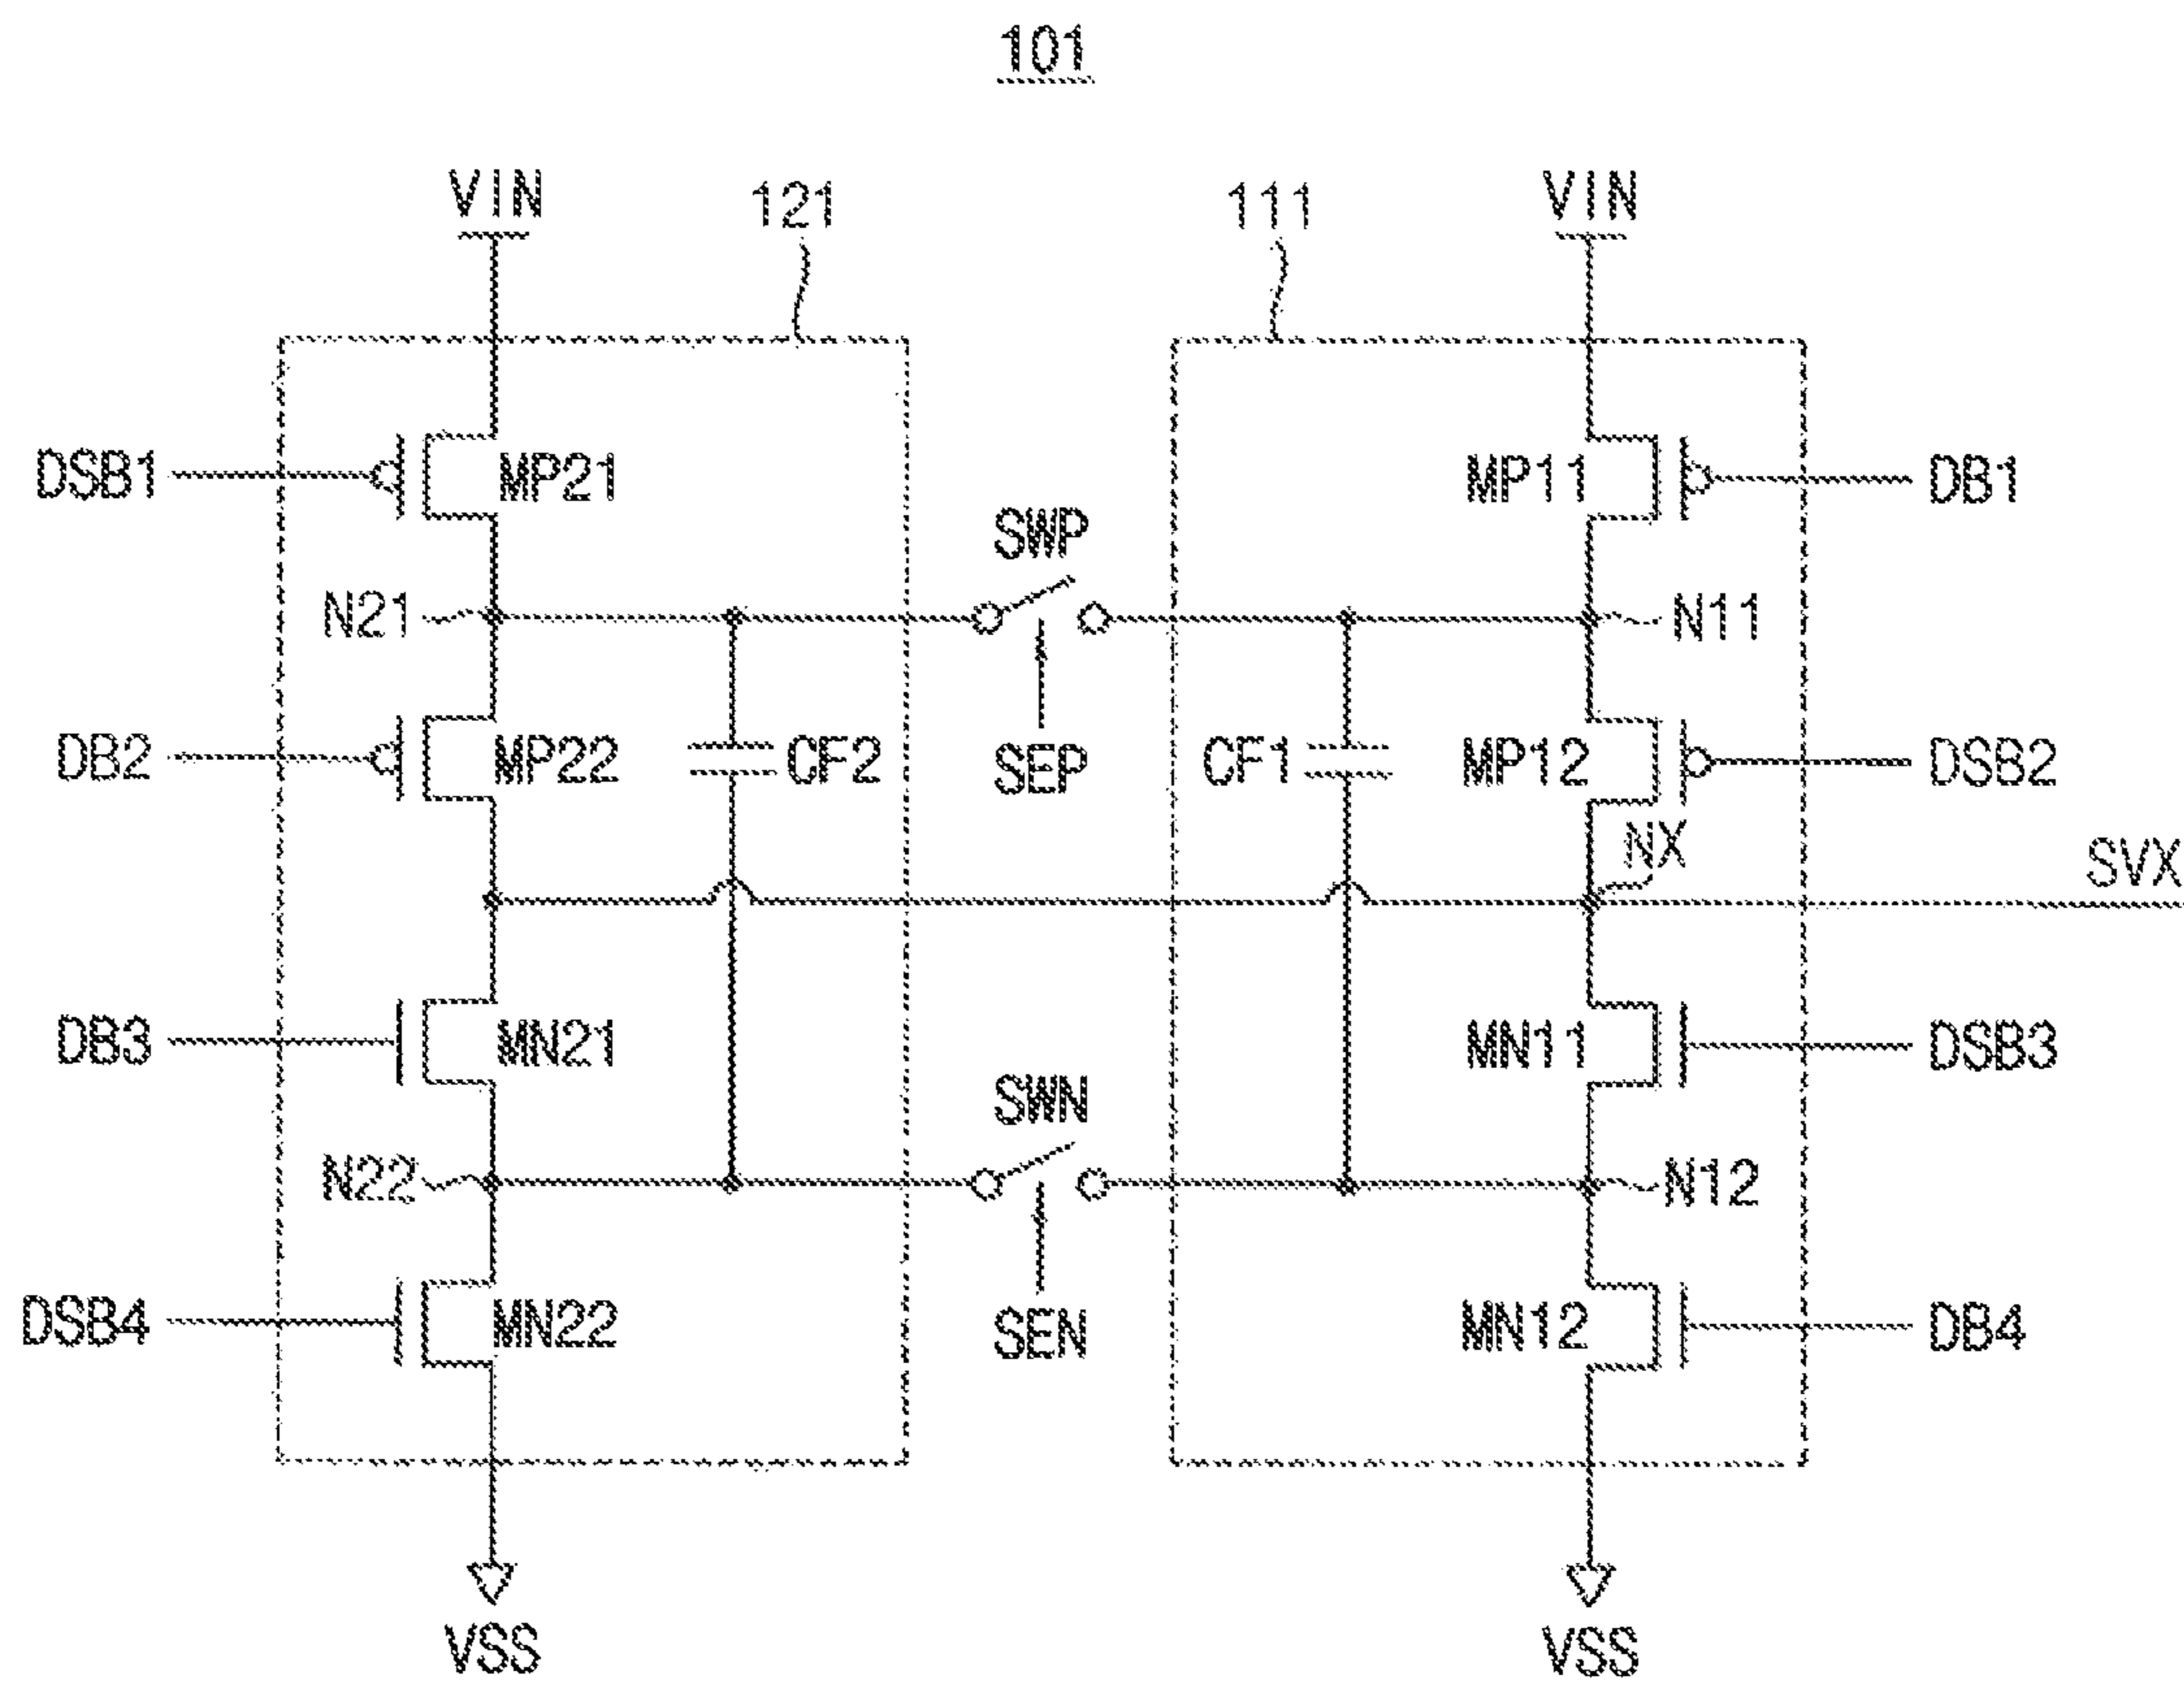 101
VIN
121
111
VIN
DSB1
MP21
MP11
DB1
SWP
N21
N11
DB2
MP22
CF2
SEP
CF1
MP12
DSB2
NX
SVX
DB3
MN21
MN11
DSB3
SWN
N22
N12
DSB4
MN22
SEN
MN12
DB4
VSS
VSS